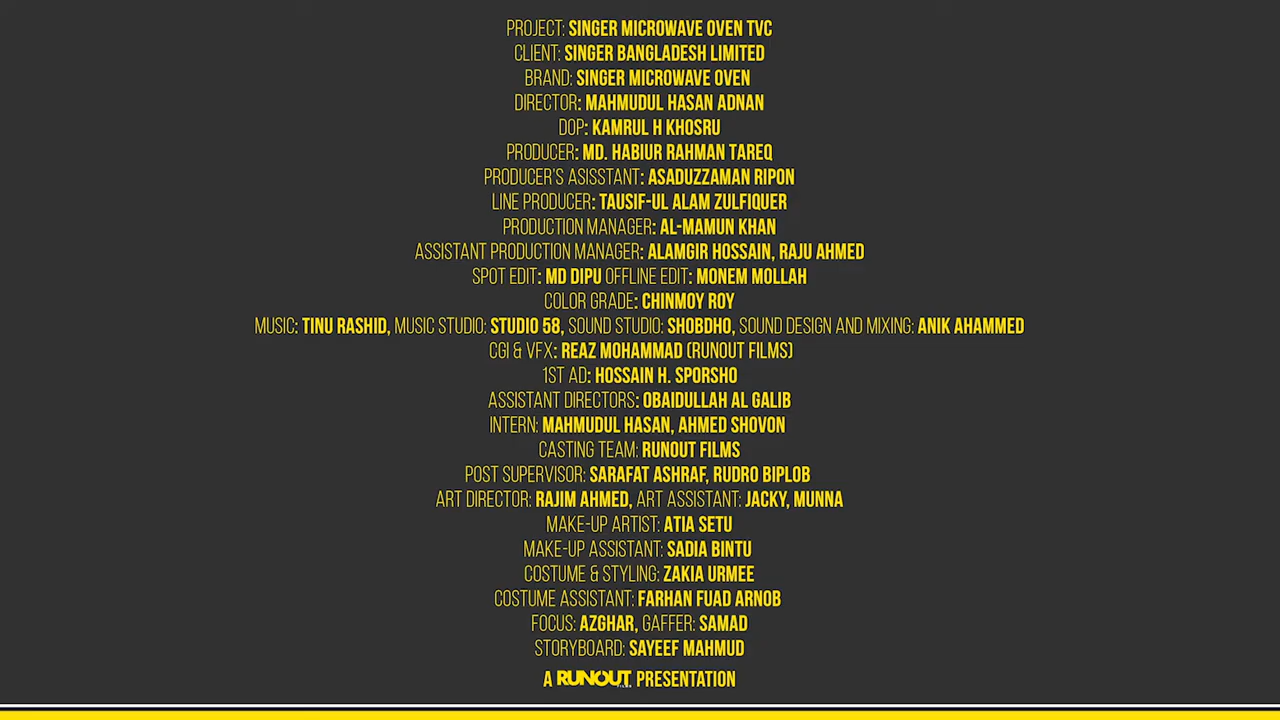 PROJECT: SINGER MICROWAVE OVEN TVC
CLIENT: SINGER BANGLADESH LIMITED
BRAND: SINGER MICROWAVE OVEN
DIRECTOR: MAHMUDUL HASAN ADNAN
DOP: KAMRUL H KHOSRU
PRODUCER: MD. HABIUR RAHMAN TAREQ
PRODUCER'S ASISSTANT: ASADUZZAMAN RIPON
LINE PRODUCER: TAUSIF-UL ALAM ZULFIQUER
PRODUCTION MANAGER: AL-MAMUN KHAN
ASSISTANT PRODUCTION MANAGER: ALAMGIR HOSSAIN, RAJU AHMED
SPOT EDIT: MD DIPU OFFLINE EDIT: MONEM MOLLAH
COLOR GRADE: CHINMOY ROY
MUSIC: TINU RASHID, MUSIC STUDIO: STUDIO 58, SOUND STUDIO: SHOBDHO, SOUND DESIGN AND MIXING: ANIK AHAMMED
CGI & VFX: REAZ MOHAMMAD (RUNOUT FILMS)
1ST AD: HOSSAIN H. SPORSHO
ASSISTANT DIRECTORS: OBAIDULLAH AL GALIB
INTERN: MAHMUDUL HASAN, AHMED SHOVON
CASTING TEAM: RUNOUT FILMS
POST SUPERVISOR: SARAFAT ASHRAF, RUDRO BIPLOB
ART DIRECTOR: RAJIM AHMED, ART ASSISTANT: JACKY, MUNNA
MAKE-UP ARTIST: ATIA SETU
MAKE-UP ASSISTANT: SADIA BINTU
COSTUME & STYLING: ZAKIA URMEE
COSTUME ASSISTANT: FARHAN FUAD ARNOB
FOCUS: AZGHAR, GAFFER: SAMAD
STORYBOARD: SAYEEF MAHMUD
A RUNOUT FILMS PRESENTATION